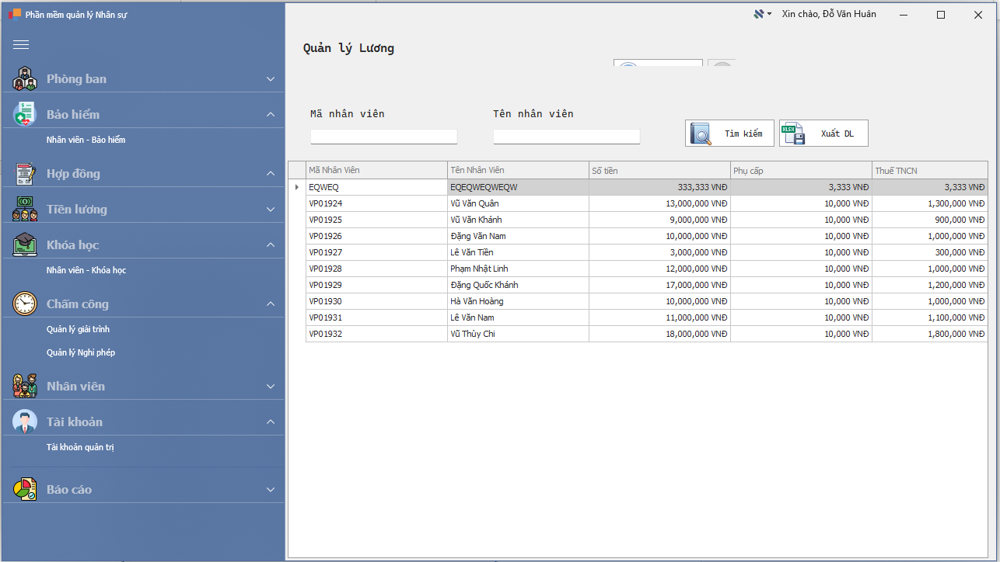 Phần mềm quản lý Nhân sự
Xin chào, Đỗ Văn Huân
Phòng ban
Bảo hiểm
Nhân viên - Bảo hiểm
Hợp đồng
Tiền lương
Khóa học
Nhân viên - Khóa học
Chấm công
Quản lý giải trình
Quản lý Nghỉ phép
Nhân viên
Tài khoản
Tài khoản quản trị
Báo cáo
Quản lý Lương
Mã nhân viên Tên nhân viên
Tìm kiếm
XLSX
Xuất DL
Mã Nhân Viên Tên Nhân Viên Số tiền Phụ cấp Thuế TNCN
EQWEQ EQEQWEQWEQW 333,333 VNĐ 3,333 VNĐ 3,333 VNĐ
VP01924 Vũ Văn Quân 13,000,000 VNĐ 10,000 VNĐ 1,300,000 VNĐ
VP01925 Vũ Văn Khánh 9,000,000 VNĐ 10,000 VNĐ 900,000 VNĐ
VP01926 Đặng Văn Nam 10,000,000 VNĐ 10,000 VNĐ 1,000,000 VNĐ
VP01927 Lê Văn Tiền 3,000,000 VNĐ 10,000 VNĐ 300,000 VNĐ
VP01928 Phạm Nhật Linh 12,000,000 VNĐ 10,000 VNĐ 1,000,000 VNĐ
VP01929 Đặng Quốc Khánh 17,000,000 VNĐ 10,000 VNĐ 1,200,000 VNĐ
VP01930 Hà Văn Hoàng 10,000,000 VNĐ 10,000 VNĐ 1,000,000 VNĐ
VP01931 Lê Văn Nam 11,000,000 VNĐ 10,000 VNĐ 1,100,000 VNĐ
VP01932 Vũ Thùy Chi 18,000,000 VNĐ 10,000 VNĐ 1,800,000 VNĐ